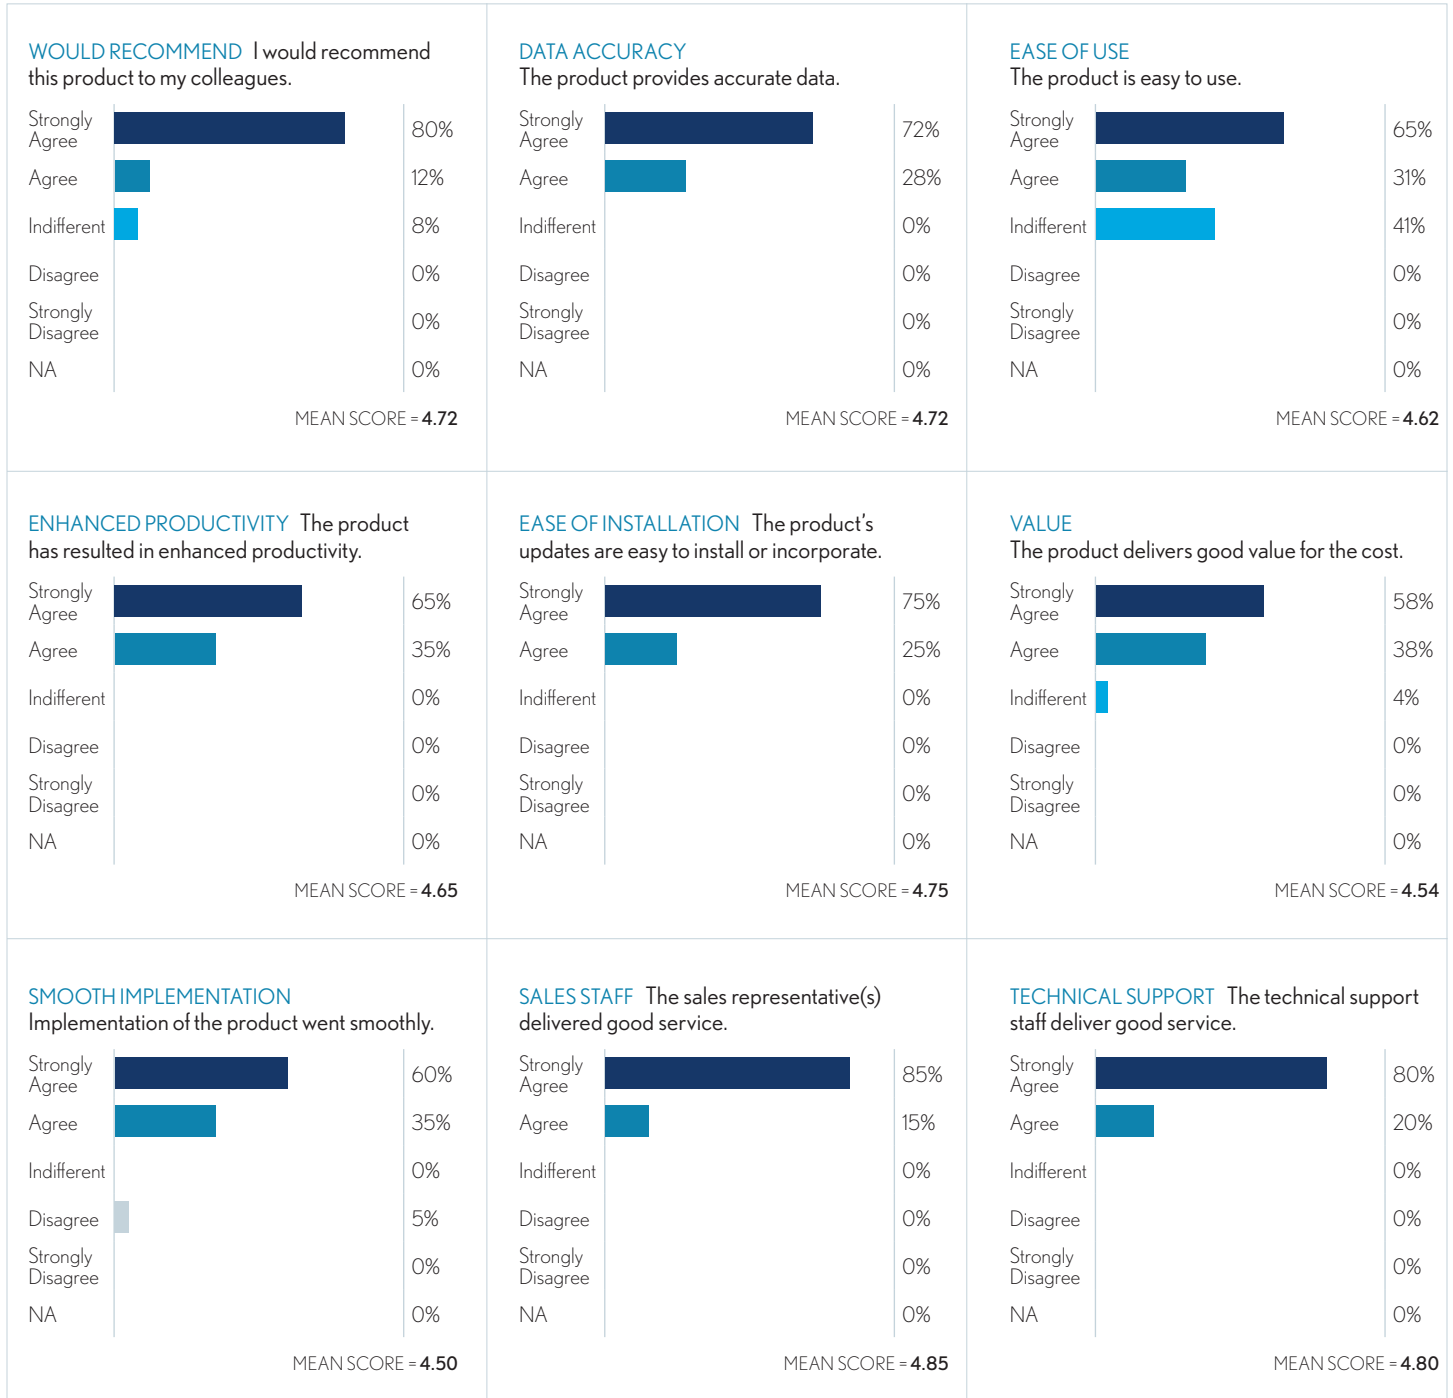 WOULD RECOMMEND I would recommend
this product to my colleagues.
Strongly
Agree
80%
Agree
12%
Indifferent
8%
Disagree
0%
Strongly
Disagree
0%
NA
0%
MEAN SCORE = 4.72
DATA ACCURACY
The product provides accurate data.
Strongly
Agree
72%
Agree
28%
Indifferent
0%
Disagree
0%
Strongly
Disagree
0%
NA
0%
MEAN SCORE = 4.72
EASE OF USE
The product is easy to use.
Strongly
Agree
65%
Agree
31%
Indifferent
41%
Disagree
0%
Strongly
Disagree
0%
NA
0%
MEAN SCORE = 4.62
ENHANCED PRODUCTIVITY The product
has resulted in enhanced productivity.
Strongly
Agree
65%
Agree
35%
Indifferent
0%
Disagree
0%
Strongly
Disagree
0%
NA
0%
MEAN SCORE = 4.65
EASE OF INSTALLATION The product's
updates are easy to install or incorporate.
Strongly
Agree
75%
Agree
25%
Indifferent
0%
Disagree
0%
Strongly
Disagree
0%
NA
0%
MEAN SCORE = 4.75
VALUE
The product delivers good value for the cost.
Strongly
Agree
58%
Agree
38%
Indifferent
4%
Disagree
0%
Strongly
Disagree
0%
NA
0%
MEAN SCORE = 4.54
SMOOTH IMPLEMENTATION
Implementation of the product went smoothly.
Strongly
Agree
60%
Agree
35%
Indifferent
0%
Disagree
5%
Strongly
Disagree
0%
NA
0%
MEAN SCORE = 4.50
SALES STAFF The sales representative(s)
delivered good service.
Strongly
Agree
85%
Agree
15%
Indifferent
0%
Disagree
0%
Strongly
Disagree
0%
NA
0%
MEAN SCORE = 4.85
TECHNICAL SUPPORT The technical support
staff deliver good service.
Strongly
Agree
80%
Agree
20%
Indifferent
0%
Disagree
0%
Strongly
Disagree
0%
NA
0%
MEAN SCORE = 4.80